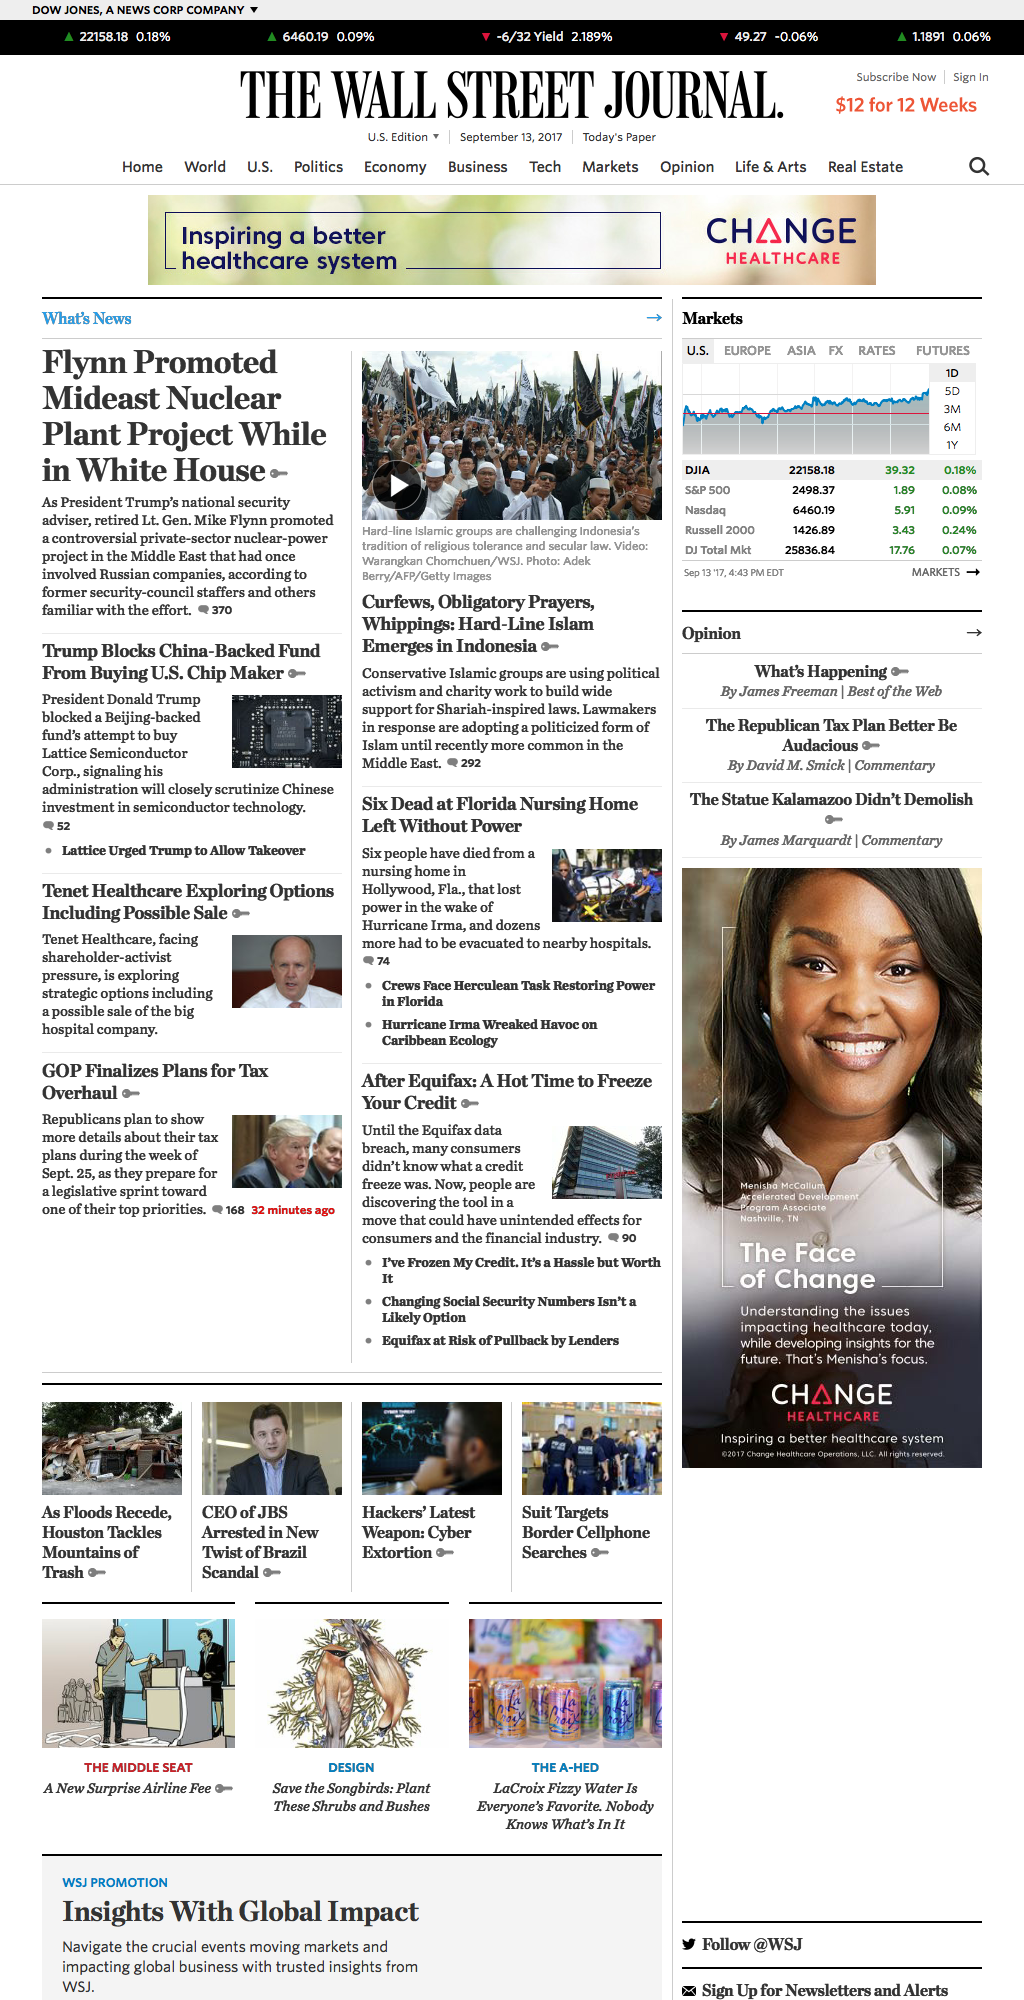 DOW JONES, A NEWS CORP COMPANY ▼
▲ 22158.18 0.18% ▲ 6460.19 0.09% ▼ -6/32 Yield 2.189% ▼ 49.27 -0.06% ▲ 1.1891 0.06%
THE WALL STREET JOURNAL.
Subscribe Now | Sign In
$12 for 12 Weeks
U.S. Edition ▼ | September 13, 2017 | Today's Paper
Home World U.S. Politics Economy Business Tech Markets Opinion Life & Arts Real Estate
Inspiring a better
healthcare system
CHANGE
HEALTHCARE
What's News →
Flynn Promoted
Mideast Nuclear
Plant Project While
in White House
As President Trump's national security
adviser, retired Lt. Gen. Mike Flynn promoted
a controversial private-sector nuclear-power
project in the Middle East that had once
involved Russian companies, according to
former security-council staffers and others
familiar with the effort. 370
Trump Blocks China-Backed Fund
From Buying U.S. Chip Maker
President Donald Trump
blocked a Beijing-backed
fund's attempt to buy
Lattice Semiconductor
Corp., signaling his
administration will closely scrutinize Chinese
investment in semiconductor technology.
52
• Lattice Urged Trump to Allow Takeover
Tenet Healthcare Exploring Options
Including Possible Sale
Tenet Healthcare, facing
shareholder-activist
pressure, is exploring
strategic options including
a possible sale of the big
hospital company.
GOP Finalizes Plans for Tax
Overhaul
Republicans plan to show
more details about their tax
plans during the week of
Sept. 25, as they prepare for
a legislative sprint toward
one of their top priorities. 168 32 minutes ago
Hard-line Islamic groups are challenging Indonesia's
tradition of religious tolerance and secular law. Video:
Warangkan Chomchuen/WSJ. Photo: Adek
Berry/AFP/Getty Images
Curfews, Obligatory Prayers,
Whippings: Hard-Line Islam
Emerges in Indonesia
Conservative Islamic groups are using political
activism and charity work to build wide
support for Shariah-inspired laws. Lawmakers
in response are adopting a politicized form of
Islam until recently more common in the
Middle East. 292
Six Dead at Florida Nursing Home
Left Without Power
Six people have died from a
nursing home in
Hollywood, Fla., that lost
power in the wake of
Hurricane Irma, and dozens
more had to be evacuated to nearby hospitals.
74
• Crews Face Herculean Task Restoring Power
in Florida
• Hurricane Irma Wreaked Havoc on
Caribbean Ecology
After Equifax: A Hot Time to Freeze
Your Credit
Until the Equifax data
breach, many consumers
didn't know what a credit
freeze was. Now, people are
discovering the tool in a
move that could have unintended effects for
consumers and the financial industry. 90
• I've Frozen My Credit. It's a Hassle but Worth
It
• Changing Social Security Numbers Isn't a
Likely Option
• Equifax at Risk of Pullback by Lenders
Markets
U.S. EUROPE ASIA FX RATES FUTURES
1D
5D
3M
6M
1Y
DJIA 22158.18 39.32 0.18%
S&P 500 2498.37 1.89 0.08%
Nasdaq 6460.19 5.91 0.09%
Russell 2000 1426.89 3.43 0.24%
DJ Total Mkt 25836.84 17.76 0.07%
Sep 13 '17, 4:43 PM EDT MARKETS →
Opinion →
What's Happening
By James Freeman | Best of the Web
The Republican Tax Plan Better Be
Audacious
By David M. Smick | Commentary
The Statue Kalamazoo Didn't Demolish
By James Marquardt | Commentary
Menisha McCallum
Accelerated Development
Program Associate
Nashville, TN
The Face
of Change
Understanding the issues
impacting healthcare today,
while developing insights for the
future. That's Menisha's focus.
CHANGE
HEALTHCARE
Inspiring a better healthcare system
©2017 Change Healthcare Operations, LLC. All rights reserved.
As Floods Recede,
Houston Tackles
Mountains of
Trash
CEO of JBS
Arrested in New
Twist of Brazil
Scandal
Hackers' Latest
Weapon: Cyber
Extortion
Suit Targets
Border Cellphone
Searches
THE MIDDLE SEAT
A New Surprise Airline Fee
DESIGN
Save the Songbirds: Plant
These Shrubs and Bushes
La Croix
THE A-HED
LaCroix Fizzy Water Is
Everyone's Favorite. Nobody
Knows What's In It
WSJ PROMOTION
Insights With Global Impact
Navigate the crucial events moving markets and
impacting global business with trusted insights from
WSJ.
Follow @WSJ
Sign Up for Newsletters and Alerts